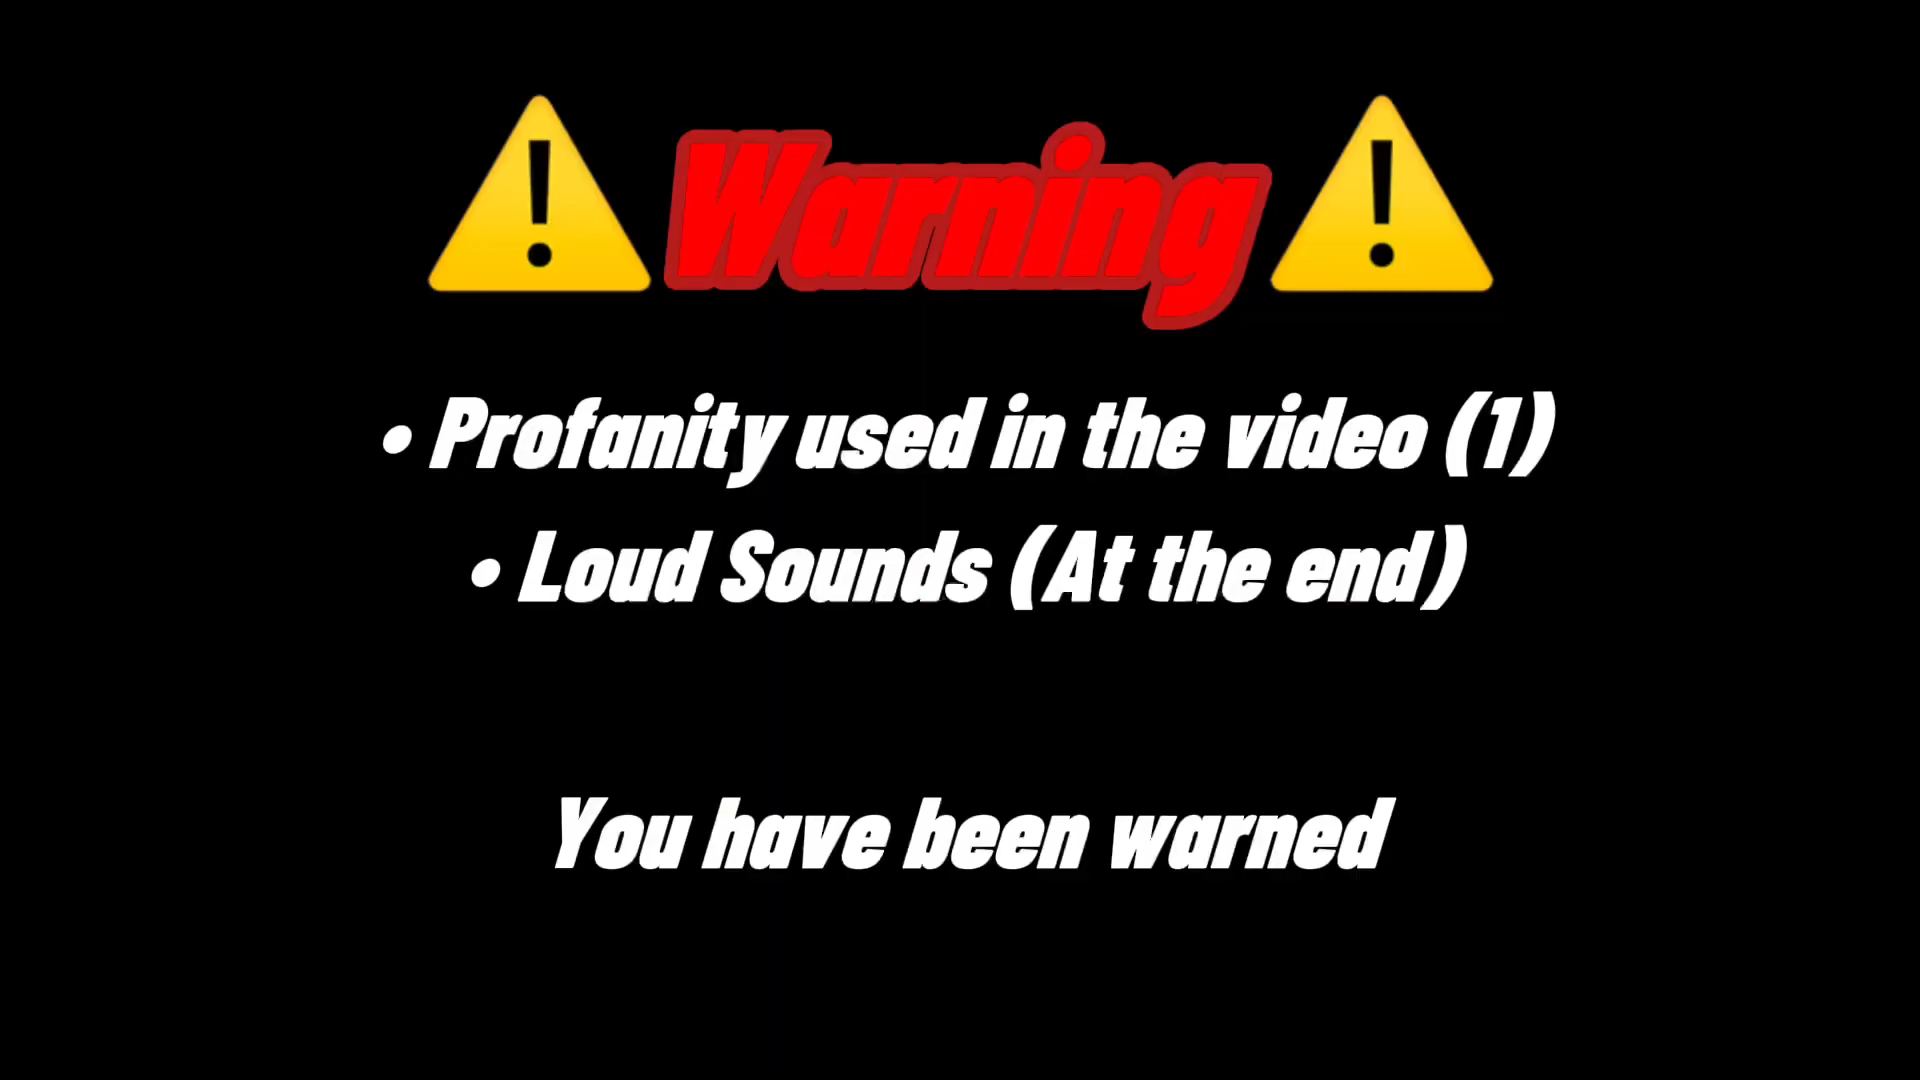 ⚠️Warning⚠️
• Profanity used in the video (1)
• Loud Sounds (At the end)
You have been warned